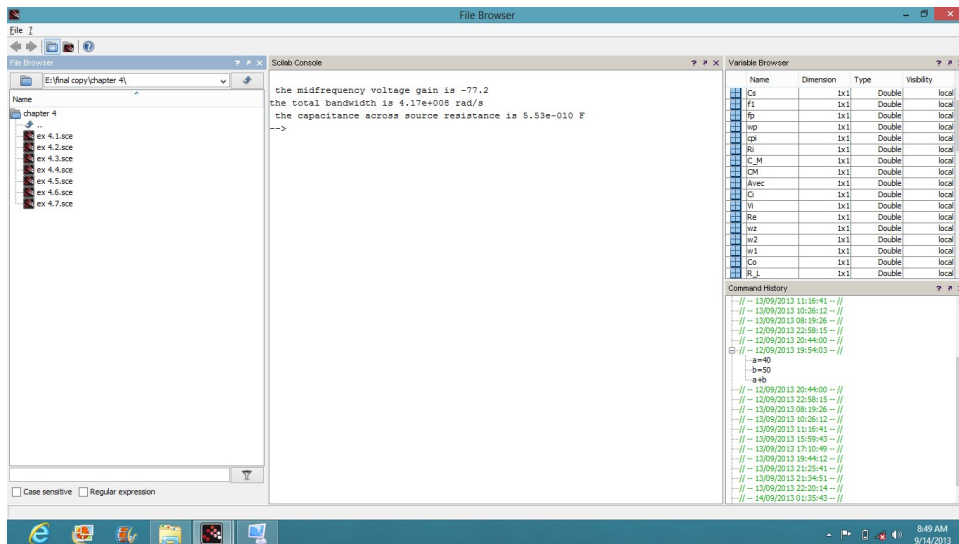 File Browser
File ?
File Browser
E:\final copy\chapter 4\
Name
chapter 4
..
ex 4.1.sce
ex 4.2.sce
ex 4.3.sce
ex 4.4.sce
ex 4.5.sce
ex 4.6.sce
ex 4.7.sce
Case sensitive
Regular expression
Scilab Console
the midfrequency voltage gain is -77.2
the total bandwidth is 4.17e+008 rad/s
the capacitance across source resistance is 5.53e-010 F
-->
Variable Browser
Name Dimension Type Visibility
Cs 1x1 Double local
f1 1x1 Double local
fp 1x1 Double local
wp 1x1 Double local
cpi 1x1 Double local
Ri 1x1 Double local
C_M 1x1 Double local
CM 1x1 Double local
Avec 1x1 Double local
Ci 1x1 Double local
Vi 1x1 Double local
Re 1x1 Double local
wz 1x1 Double local
w2 1x1 Double local
w1 1x1 Double local
Co 1x1 Double local
R_L 1x1 Double local
Command History
// -- 13/09/2013 11:16:41 -- //
// -- 13/09/2013 10:26:12 -- //
// -- 13/09/2013 08:19:26 -- //
// -- 12/09/2013 22:58:15 -- //
// -- 12/09/2013 20:44:00 -- //
// -- 12/09/2013 19:54:03 -- //
a=40
b=50
a+b
// -- 12/09/2013 20:44:00 -- //
// -- 12/09/2013 22:58:15 -- //
// -- 13/09/2013 08:19:26 -- //
// -- 13/09/2013 10:26:12 -- //
// -- 13/09/2013 11:16:41 -- //
// -- 13/09/2013 15:59:43 -- //
// -- 13/09/2013 17:10:49 -- //
// -- 13/09/2013 19:44:12 -- //
// -- 13/09/2013 21:25:41 -- //
// -- 13/09/2013 21:34:51 -- //
// -- 13/09/2013 22:20:14 -- //
// -- 14/09/2013 01:35:43 -- //
8:49 AM
9/14/2013